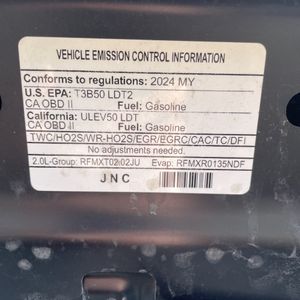 VEHICLE EMISSION CONTROL INFORMATION
Conforms to regulations: 2024 MY
U.S. EPA: T3B50 LDT2
CA OBD II Fuel: Gasoline
California: ULEV50 LDT
CA OBD II Fuel: Gasoline
TWC/HO2S/WR-HO2S/EGR/EGRC/CAC/TC/DFI
No adjustments needed.
2.0L-Group: RFMXT02.02JU Evap: RFMXR0135NDF
JNC